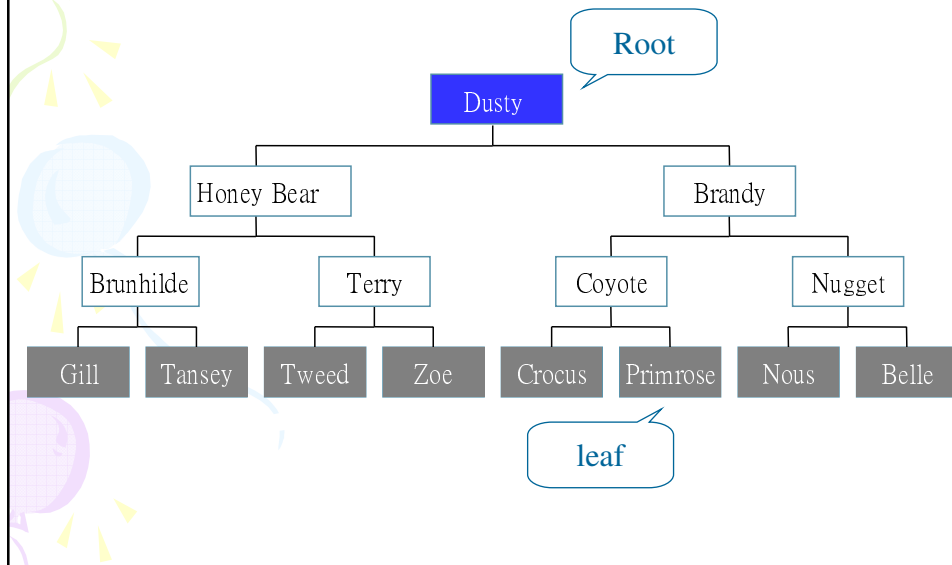 Root
Dusty
Honey Bear
Brandy
Brunhilde
Terry
Coyote
Nugget
Gill
Tansey
Tweed
Zoe
Crocus
Primrose
Nous
Belle
leaf